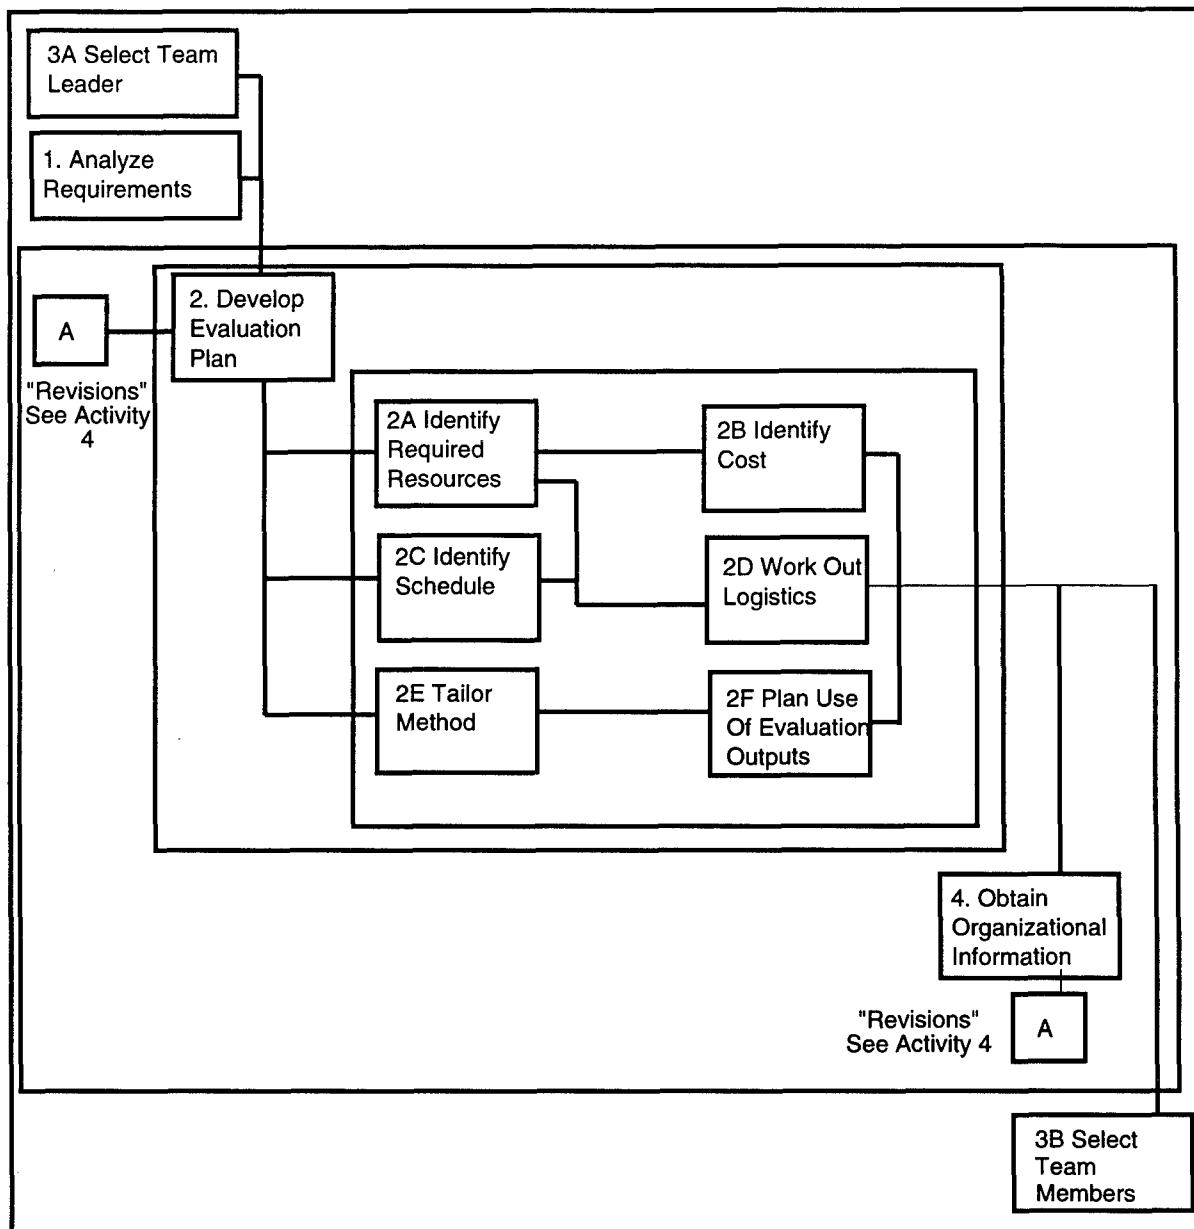 3A Select Team
Leader
1. Analyze
Requirements
2. Develop
Evaluation
Plan
A
"Revisions"
See Activity
4
2A Identify
Required
Resources
2B Identify
Cost
2C Identify
Schedule
2D Work Out
Logistics
2E Tailor
Method
2F Plan Use
Of Evaluation
Outputs
4. Obtain
Organizational
Information
"Revisions"
See Activity 4
A
3B Select
Team
Members